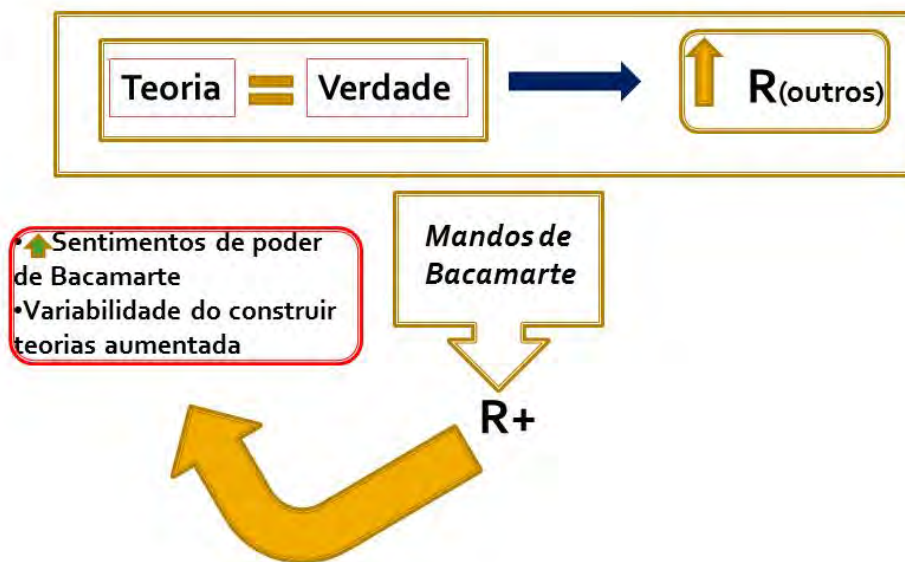 Teoria = Verdade
R(outros)
Mandos de
Bacamarte
•Sentimentos de poder
de Bacamarte
•Variabilidade do construir
teorias aumentada
R+